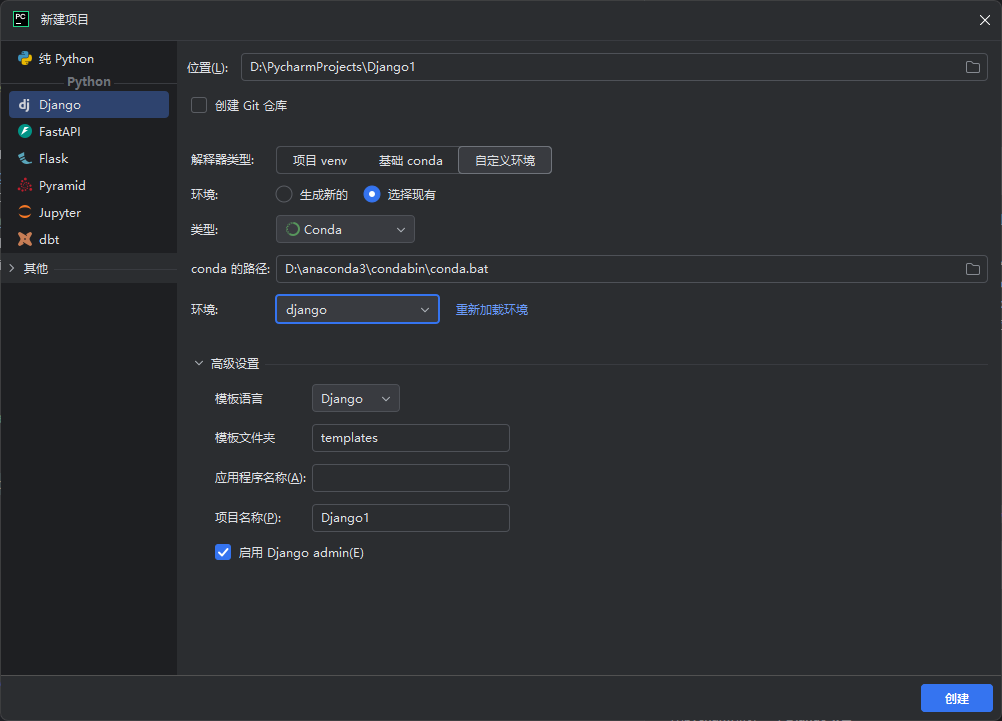 PC 新建项目
纯 Python
Python
dj Django
FastAPI
Flask
Pyramid
Jupyter
dbt
其他
位置(L): D:\PycharmProjects\Django1
创建 Git 仓库
解释器类型: 项目 venv 基础 conda 自定义环境
环境: 生成新的 选择现有
类型: Conda
conda 的路径: D:\anaconda3\condabin\conda.bat
环境: django 重新加载环境
高级设置
模板语言 Django
模板文件夹 templates
应用程序名称(A):
项目名称(P): Django1
启用 Django admin(E)
创建